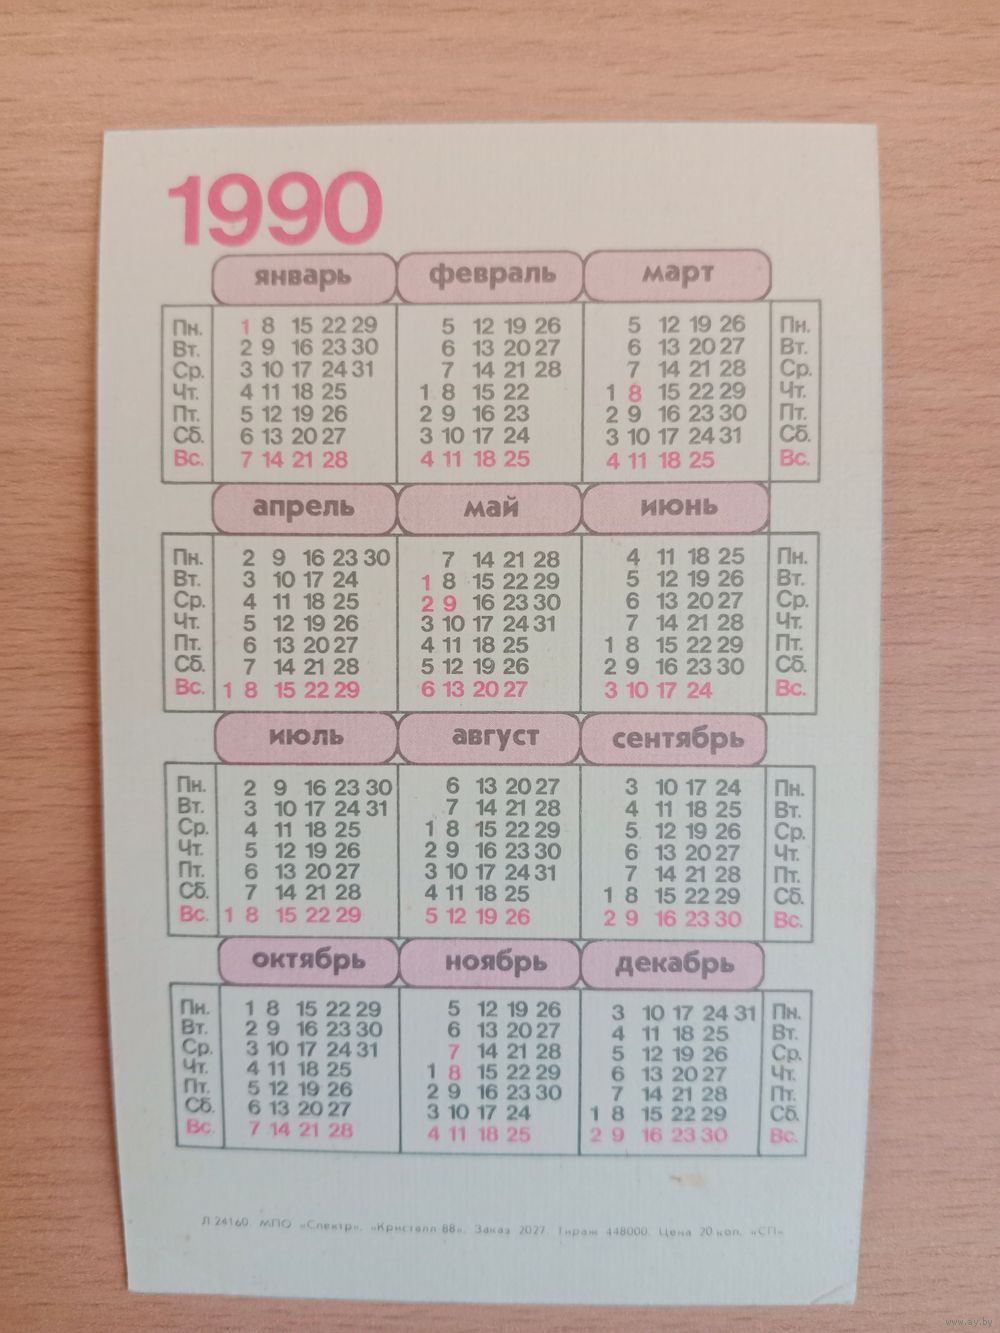 1990
январь февраль март
Пн. 1 8 15 22 29 5 12 19 26 5 12 19 26 Пн.
Вт. 2 9 16 23 30 6 13 20 27 6 13 20 27 Вт.
Ср. 3 10 17 24 31 7 14 21 28 7 14 21 28 Ср.
Чт. 4 11 18 25 1 8 15 22 1 8 15 22 29 Чт.
Пт. 5 12 19 26 2 9 16 23 2 9 16 23 30 Пт.
Сб. 6 13 20 27 3 10 17 24 3 10 17 24 31 Сб.
Вс. 7 14 21 28 4 11 18 25 4 11 18 25 Вс.
апрель май июнь
Пн. 2 9 16 23 30 7 14 21 28 4 11 18 25 Пн.
Вт. 3 10 17 24 1 8 15 22 29 5 12 19 26 Вт.
Ср. 4 11 18 25 2 9 16 23 30 6 13 20 27 Ср.
Чт. 5 12 19 26 3 10 17 24 31 7 14 21 28 Чт.
Пт. 6 13 20 27 4 11 18 25 1 8 15 22 29 Пт.
Сб. 7 14 21 28 5 12 19 26 2 9 16 23 30 Сб.
Вс. 1 8 15 22 29 6 13 20 27 3 10 17 24 Вс.
июль август сентябрь
Пн. 2 9 16 23 30 6 13 20 27 3 10 17 24 Пн.
Вт. 3 10 17 24 31 7 14 21 28 4 11 18 25 Вт.
Ср. 4 11 18 25 1 8 15 22 29 5 12 19 26 Ср.
Чт. 5 12 19 26 2 9 16 23 30 6 13 20 27 Чт.
Пт. 6 13 20 27 3 10 17 24 31 7 14 21 28 Пт.
Сб. 7 14 21 28 4 11 18 25 1 8 15 22 29 Сб.
Вс. 1 8 15 22 29 5 12 19 26 2 9 16 23 30 Вс.
октябрь ноябрь декабрь
Пн. 1 8 15 22 29 5 12 19 26 3 10 17 24 31 Пн.
Вт. 2 9 16 23 30 6 13 20 27 4 11 18 25 Вт.
Ср. 3 10 17 24 31 7 14 21 28 5 12 19 26 Ср.
Чт. 4 11 18 25 1 8 15 22 29 6 13 20 27 Чт.
Пт. 5 12 19 26 2 9 16 23 30 7 14 21 28 Пт.
Сб. 6 13 20 27 3 10 17 24 1 8 15 22 29 Сб.
Вс. 7 14 21 28 4 11 18 25 2 9 16 23 30 Вс.
Л 24160. МПО «Спектр». «Кристалл 88». Заказ 2027. Тираж 448000. Цена 20 коп. «СП»
www.ay.by